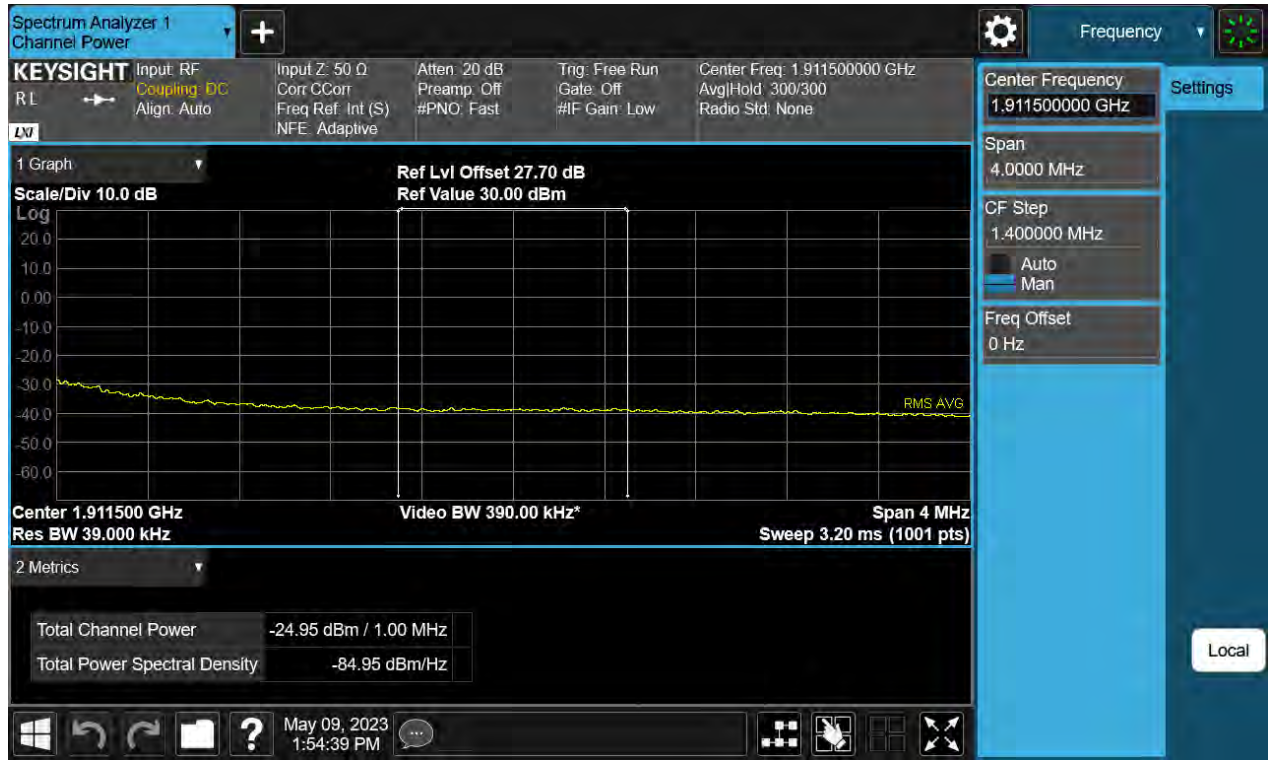 Spectrum Analyzer 1
Channel Power
Frequency
KEYSIGHT
RL
LXI
Input: RF
Coupling: DC
Align: Auto
Input Z: 50 Ω
Corr CCorr
Freq Ref: Int (S)
NFE: Adaptive
Atten: 20 dB
Preamp: Off
#PNO: Fast
Trig: Free Run
Gate: Off
#IF Gain: Low
Center Freq: 1.911500000 GHz
Avg|Hold: 300/300
Radio Std: None
1 Graph
Scale/Div 10.0 dB
Ref Lvl Offset 27.70 dB
Ref Value 30.00 dBm
Log
20.0
10.0
0.00
-10.0
-20.0
-30.0
-40.0
-50.0
-60.0
RMS AVG
Center 1.911500 GHz
Res BW 39.000 kHz
Video BW 390.00 kHz*
Span 4 MHz
Sweep 3.20 ms (1001 pts)
2 Metrics
Total Channel Power -24.95 dBm / 1.00 MHz
Total Power Spectral Density -84.95 dBm/Hz
?
May 09, 2023
1:54:39 PM
Center Frequency
1.911500000 GHz
Span
4.0000 MHz
CF Step
1.400000 MHz
Auto
Man
Freq Offset
0 Hz
Settings
Local